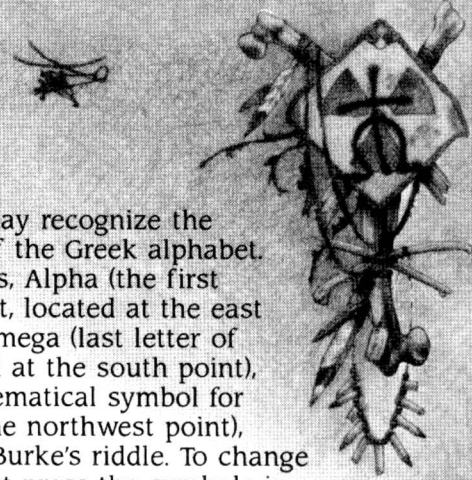 ay recognize the
f the Greek alphabet.
s, Alpha (the first
t, located at the east
mega (last letter of
at the south point),
ematical symbol for
e northwest point),
Burke's riddle. To change